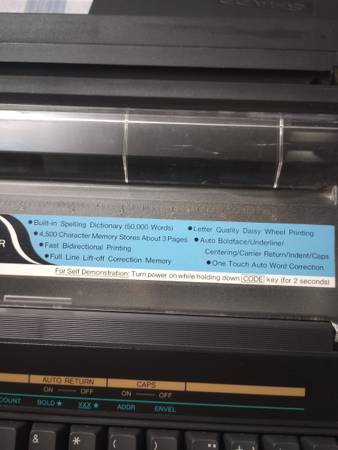 ● Built-in Spelling Dictionary (50,000 Words)
● 4,500 Character Memory Stores About 3 Pages
● Fast Bidirectional Printing
● Full Line Lift-off Correction Memory
● Letter Quality Daisy Wheel Printing
● Auto Boldface/Underline/
Centering/Carrier Return/Indent/Caps
● One Touch Auto Word Correction
R
For Self Demonstration: Turn power on while holding down CODE key (for 2 seconds)
AUTO RETURN CAPS
ON — OFF ON — OFF
COUNT BOLD ★ XXX ★ ADDR ENVEL
& * ( )